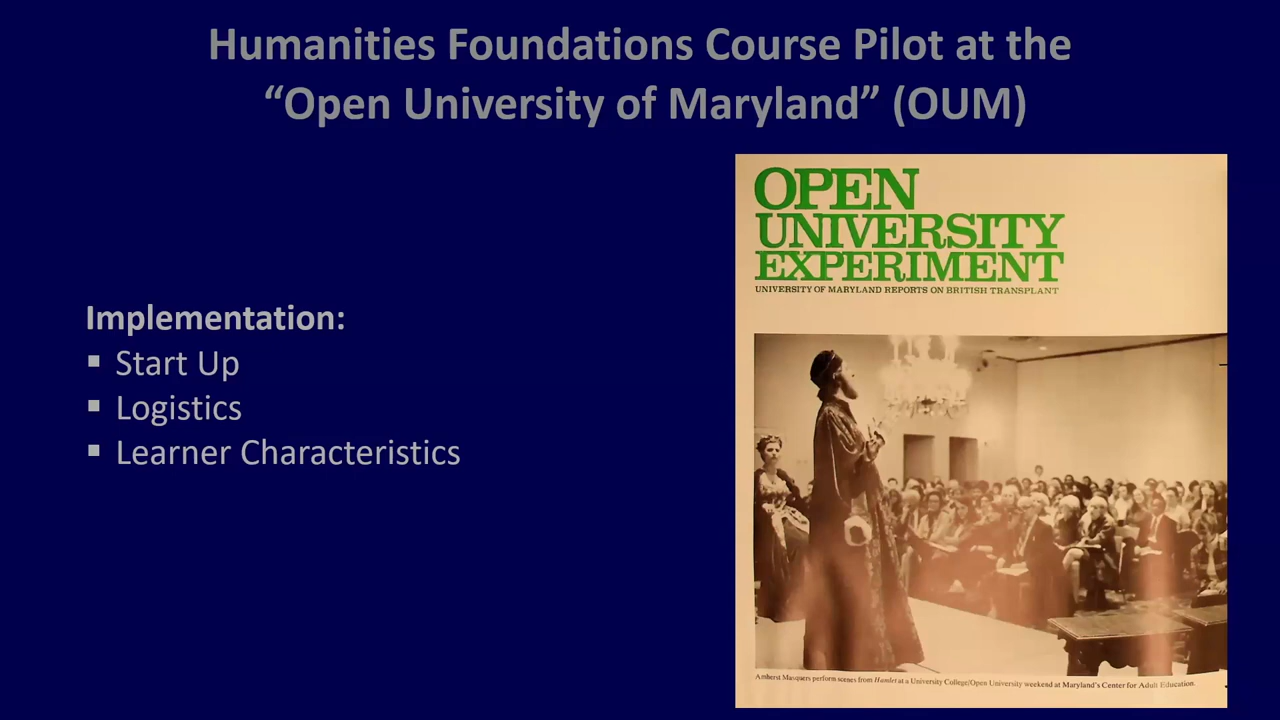 Humanities Foundations Course Pilot at the
“Open University of Maryland” (OUM)
Implementation:
▪ Start Up
▪ Logistics
▪ Learner Characteristics
OPEN
UNIVERSITY
EXPERIMENT
UNIVERSITY OF MARYLAND REPORTS ON BRITISH TRANSPLANT
Amherst Masquers perform scenes from Hamlet at a University College/Open University weekend at Maryland's Center for Adult Education.